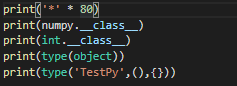 print('*' * 80)
print(numpy.__class__)
print(int.__class__)
print(type(object))
print(type('TestPy',(),{}))